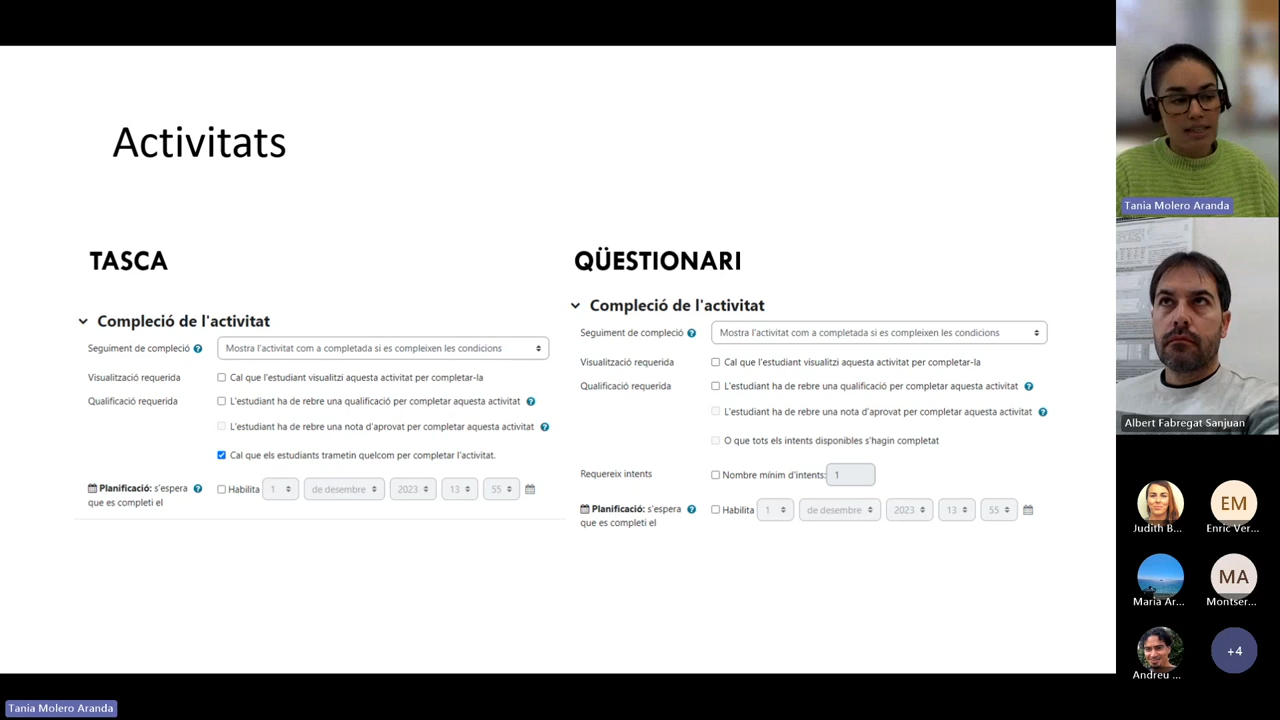 Activitats
TASCA
Compleció de l'activitat
Seguiment de compleció
Mostra l'activitat com a completada si es compleixen les condicions
Visualització requerida
Cal que l'estudiant visualitzi aquesta activitat per completar-la
Qualificació requerida
L'estudiant ha de rebre una qualificació per completar aquesta activitat
L'estudiant ha de rebre una nota d'aprovat per completar aquesta activitat
Cal que els estudiants trametin quelcom per completar l'activitat.
Planificació: s'espera
que es completi el
Habilita 1 de desembre 2023 13 55
QÜESTIONARI
Compleció de l'activitat
Seguiment de compleció
Mostra l'activitat com a completada si es compleixen les condicions
Visualització requerida
Cal que l'estudiant visualitzi aquesta activitat per completar-la
Qualificació requerida
L'estudiant ha de rebre una qualificació per completar aquesta activitat
L'estudiant ha de rebre una nota d'aprovat per completar aquesta activitat
O que tots els intents disponibles s'hagin completat
Requereix intents
Nombre mínim d'intents: 1
Planificació: s'espera
que es completi el
Habilita 1 de desembre 2023 13 55
Tania Molero Aranda
Albert Fabregat Sanjuan
EM
Judith B...
Enric Ver...
MA
Maria Ar...
Montser...
+4
Andreu ...
Tania Molero Aranda